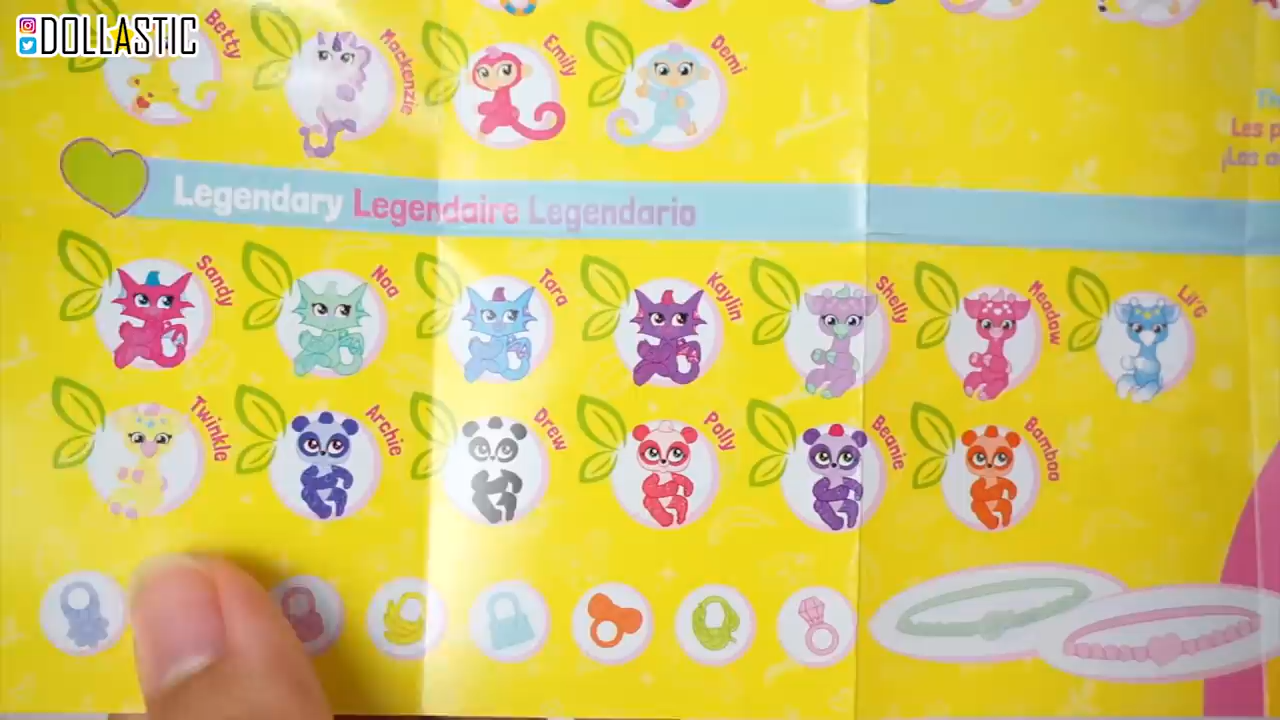 DOLLASTIC
Betty
Mackenzie
Emily
Demi
Les
Legendary Legendaire Legendario
Sandy
Noa
Tara
Kaylin
Shelly
Meadow
Lil'G
Twinkle
Archie
Drew
Polly
Beanie
Bamboo